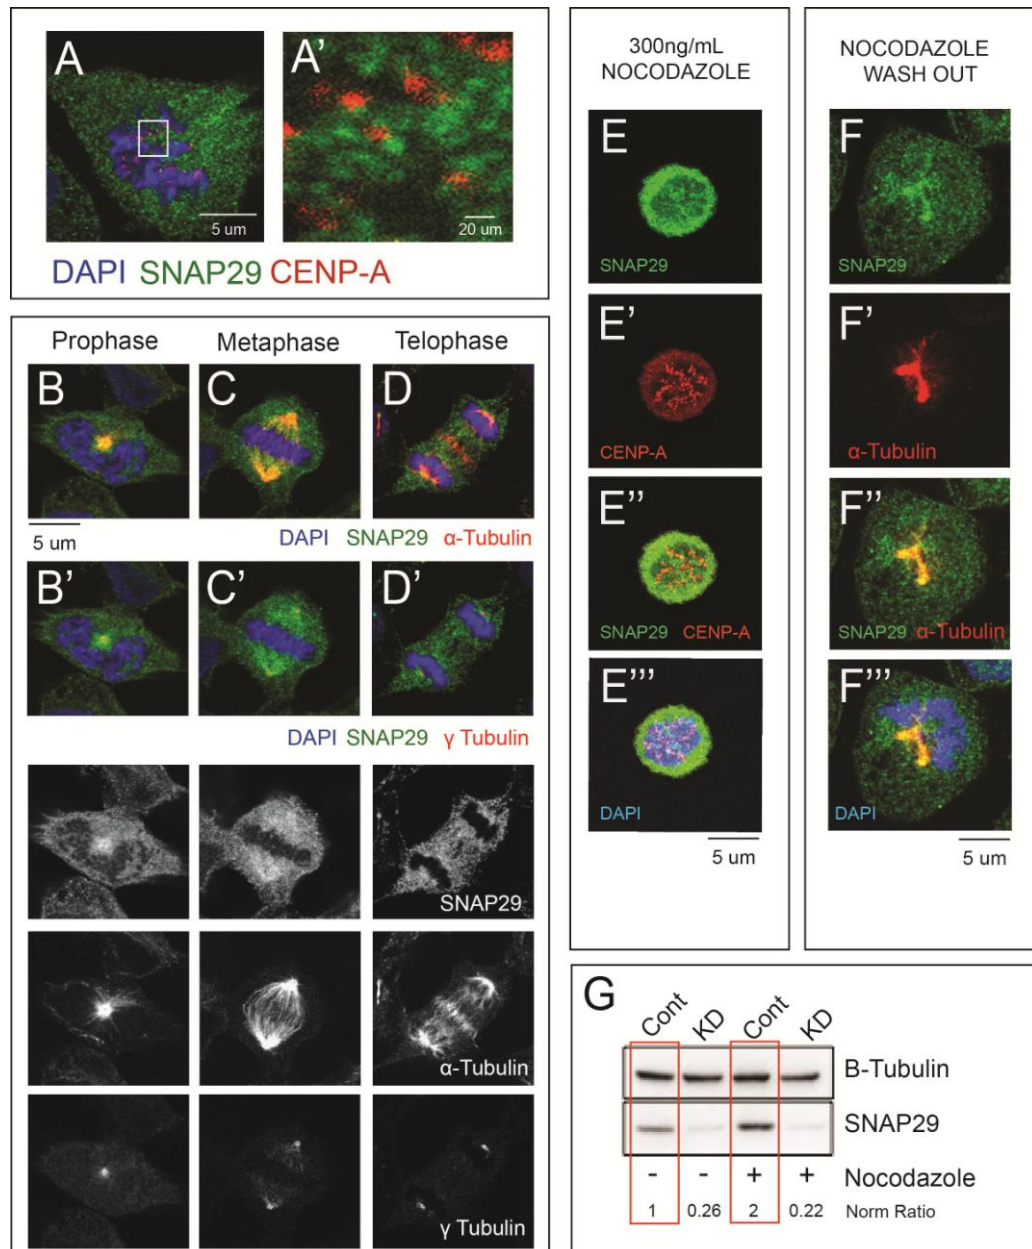 A
A'
5 um
20 um
DAPI SNAP29 CENP-A
Prophase Metaphase Telophase
B C D
5 um
DAPI SNAP29 α-Tubulin
B' C' D'
DAPI SNAP29 γ Tubulin
SNAP29
α-Tubulin
γ Tubulin
300ng/mL
NOCODAZOLE
E
SNAP29
E'
CENP-A
E''
SNAP29 CENP-A
E'''
DAPI
5 um
NOCODAZOLE
WASH OUT
F
SNAP29
F'
α-Tubulin
F''
SNAP29 α-Tubulin
F'''
DAPI
5 um
G
Cont KD Cont KD
B-Tubulin
SNAP29
- - + + Nocodazole
1 0.26 2 0.22 Norm Ratio